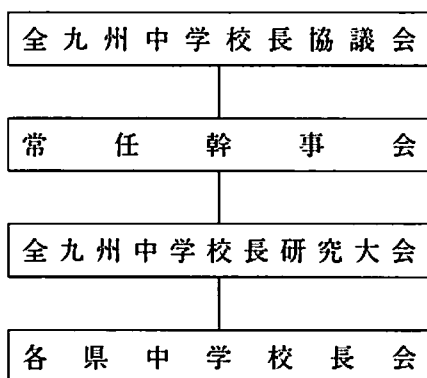 全九州中学校長協議会
常任幹事会
全九州中学校長研究大会
各県中学校長会